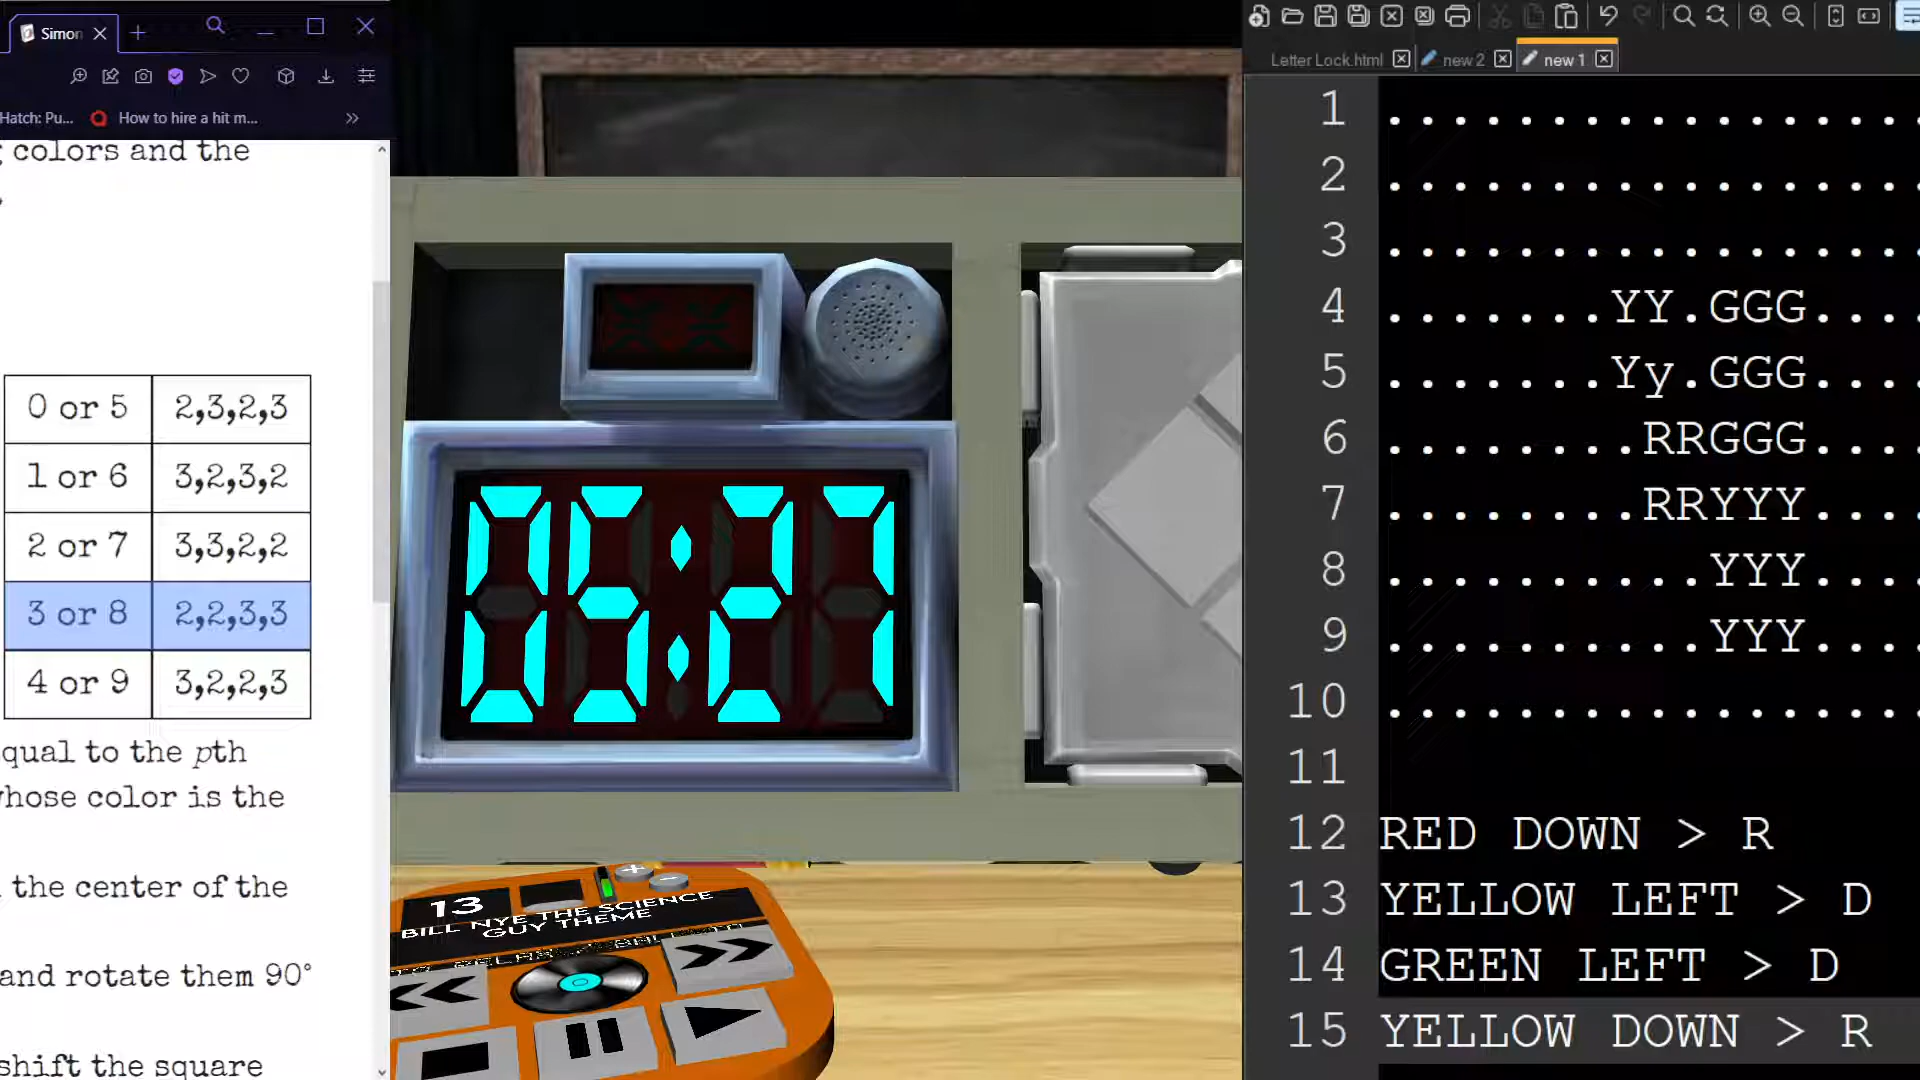 Simon
Hatch: Pu...
How to hire a hit m...
colors and the
0 or 5 2,3,2,3
1 or 6 3,2,3,2
2 or 7 3,3,2,2
3 or 8 2,2,3,3
4 or 9 3,2,2,3
qual to the pth
whose color is the
the center of the
and rotate them 90°
shift the square
05:27
13
BILL NYE THE SCIENCE
GUY THEME
Letter Lock.html
new 2
new 1
1 .................
2 .................
3 .................
4 .......YY.GGG....
5 .......Yy.GGG....
6 ........RRGGG....
7 ........RRYYY....
8 ..........YYY....
9 ..........YYY....
10 .................
11
12 RED DOWN > R
13 YELLOW LEFT > D
14 GREEN LEFT > D
15 YELLOW DOWN > R